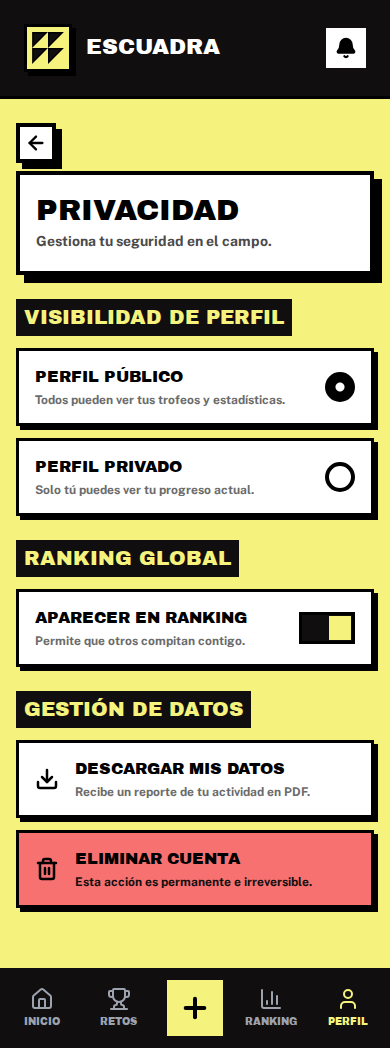 ESCUADRA
PRIVACIDAD
Gestiona tu seguridad en el campo.
VISIBILIDAD DE PERFIL
PERFIL PÚBLICO
Todos pueden ver tus trofeos y estadísticas.
PERFIL PRIVADO
Solo tú puedes ver tu progreso actual.
RANKING GLOBAL
APARECER EN RANKING
Permite que otros compitan contigo.
GESTIÓN DE DATOS
DESCARGAR MIS DATOS
Recibe un reporte de tu actividad en PDF.
ELIMINAR CUENTA
Esta acción es permanente e irreversible.
INICIO
RETOS
RANKING
PERFIL